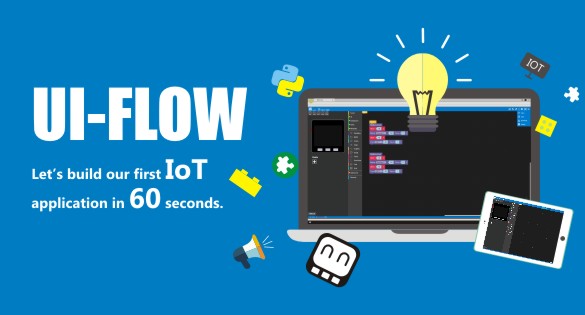 UI-FLOW
Let's build our first IoT
application in 60 seconds.
IOT